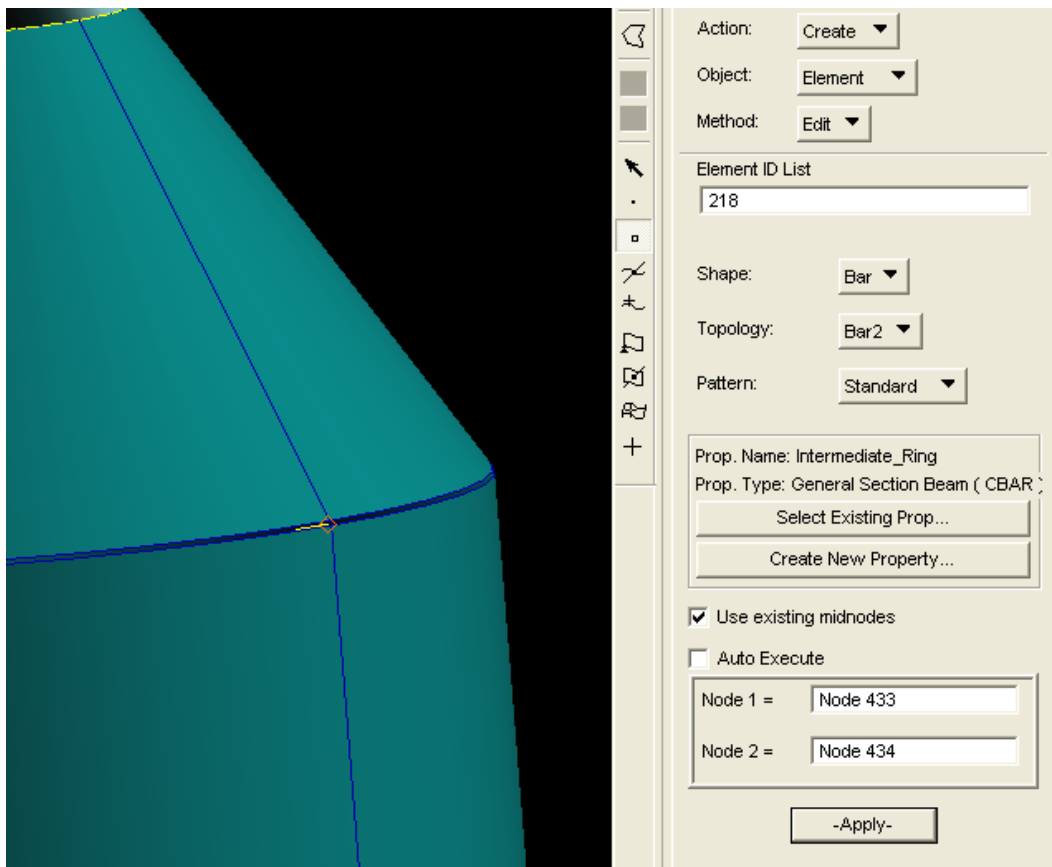 Action: Create
Object: Element
Method: Edit
Element ID List
218
Shape: Bar
Topology: Bar2
Pattern: Standard
Prop. Name: Intermediate_Ring
Prop. Type: General Section Beam ( CBAR )
Select Existing Prop...
Create New Property...
Use existing midnodes
Auto Execute
Node 1 = Node 433
Node 2 = Node 434
-Apply-